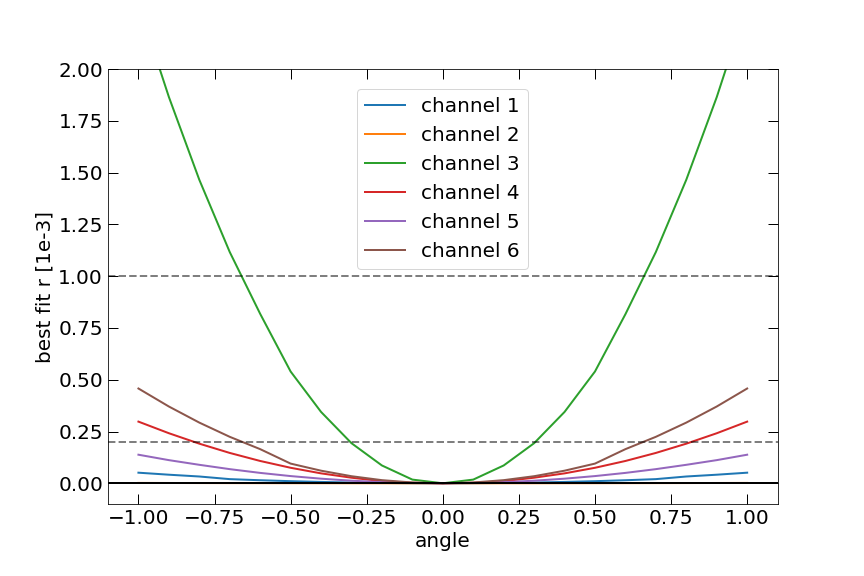 2.00
1.75
1.50
1.25
1.00
0.75
0.50
0.25
0.00
best fit r [1e-3]
channel 1
channel 2
channel 3
channel 4
channel 5
channel 6
−1.00 −0.75 −0.50 −0.25 0.00 0.25 0.50 0.75 1.00
angle